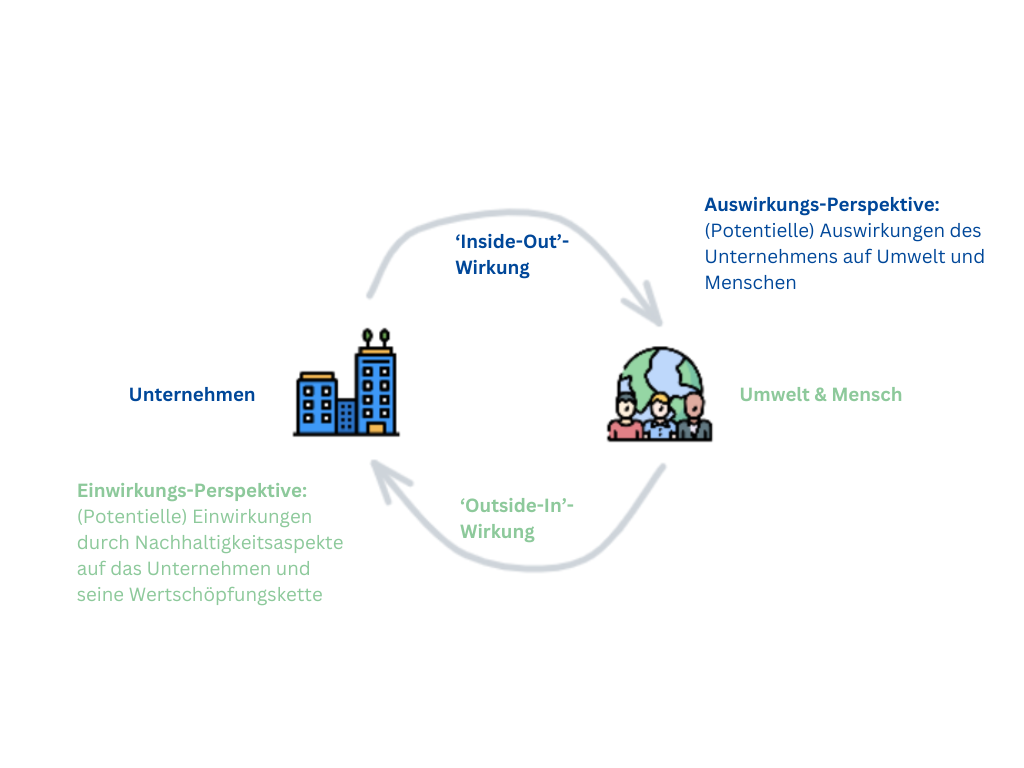 Auswirkungs-Perspektive:
(Potentielle) Auswirkungen des
Unternehmens auf Umwelt und
Menschen
‘Inside-Out’-
Wirkung
Unternehmen
Umwelt & Mensch
Einwirkungs-Perspektive:
(Potentielle) Einwirkungen
durch Nachhaltigkeitsaspekte
auf das Unternehmen und
seine Wertschöpfungskette
‘Outside-In’-
Wirkung